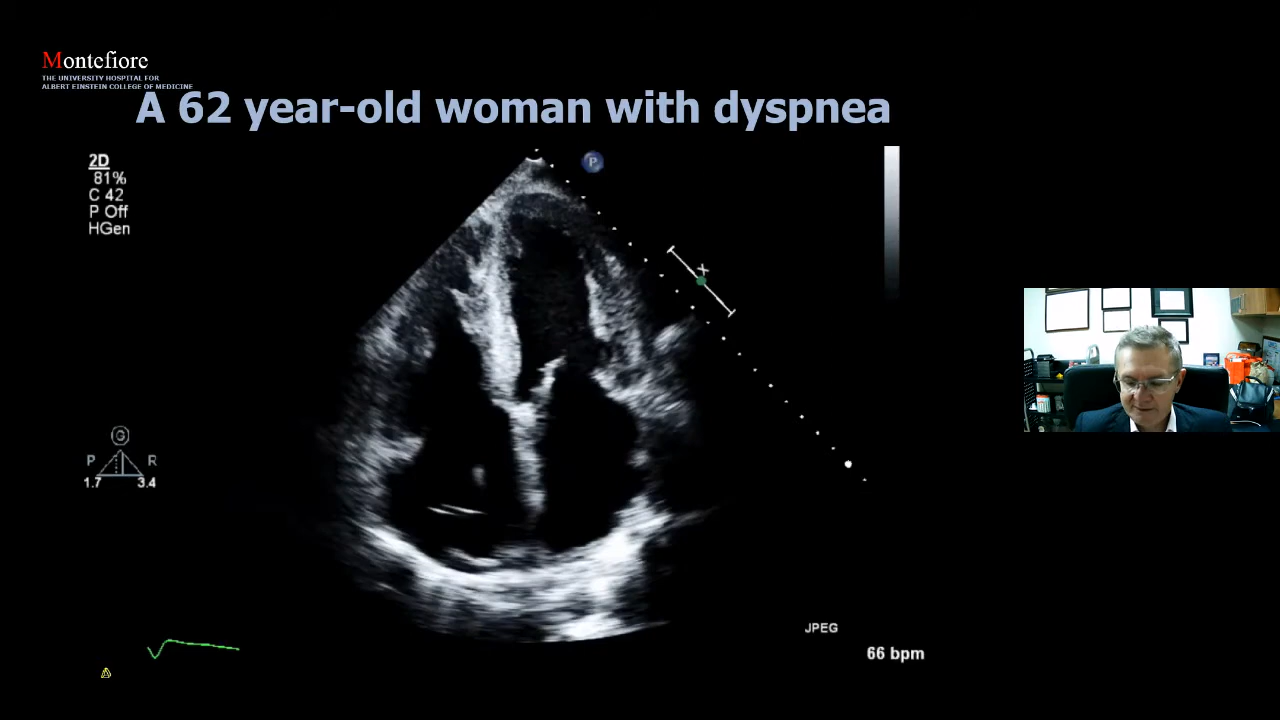 Montefiore
THE UNIVERSITY HOSPITAL FOR
ALBERT EINSTEIN COLLEGE OF MEDICINE
A 62 year-old woman with dyspnea
2D
81%
C 42
P Off
HGen
P
X
G
P R
1.7 3.4
JPEG
66 bpm